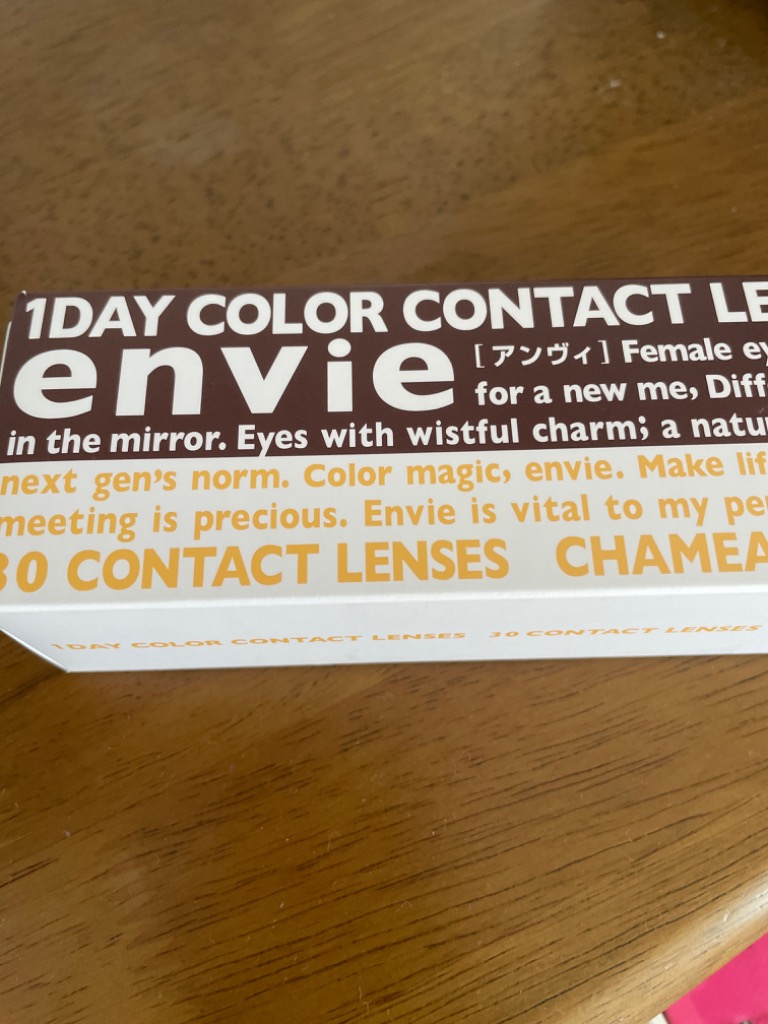 1DAY COLOR CONTACT LE
envie
[アンヴィ] Female ey
for a new me, Diff
in the mirror. Eyes with wistful charm; a natu
next gen's norm. Color magic, envie. Make lif
meeting is precious. Envie is vital to my pe
30 CONTACT LENSES CHAMEA
1DAY COLOR CONTACT LENSES 30 CONTACT LENSES